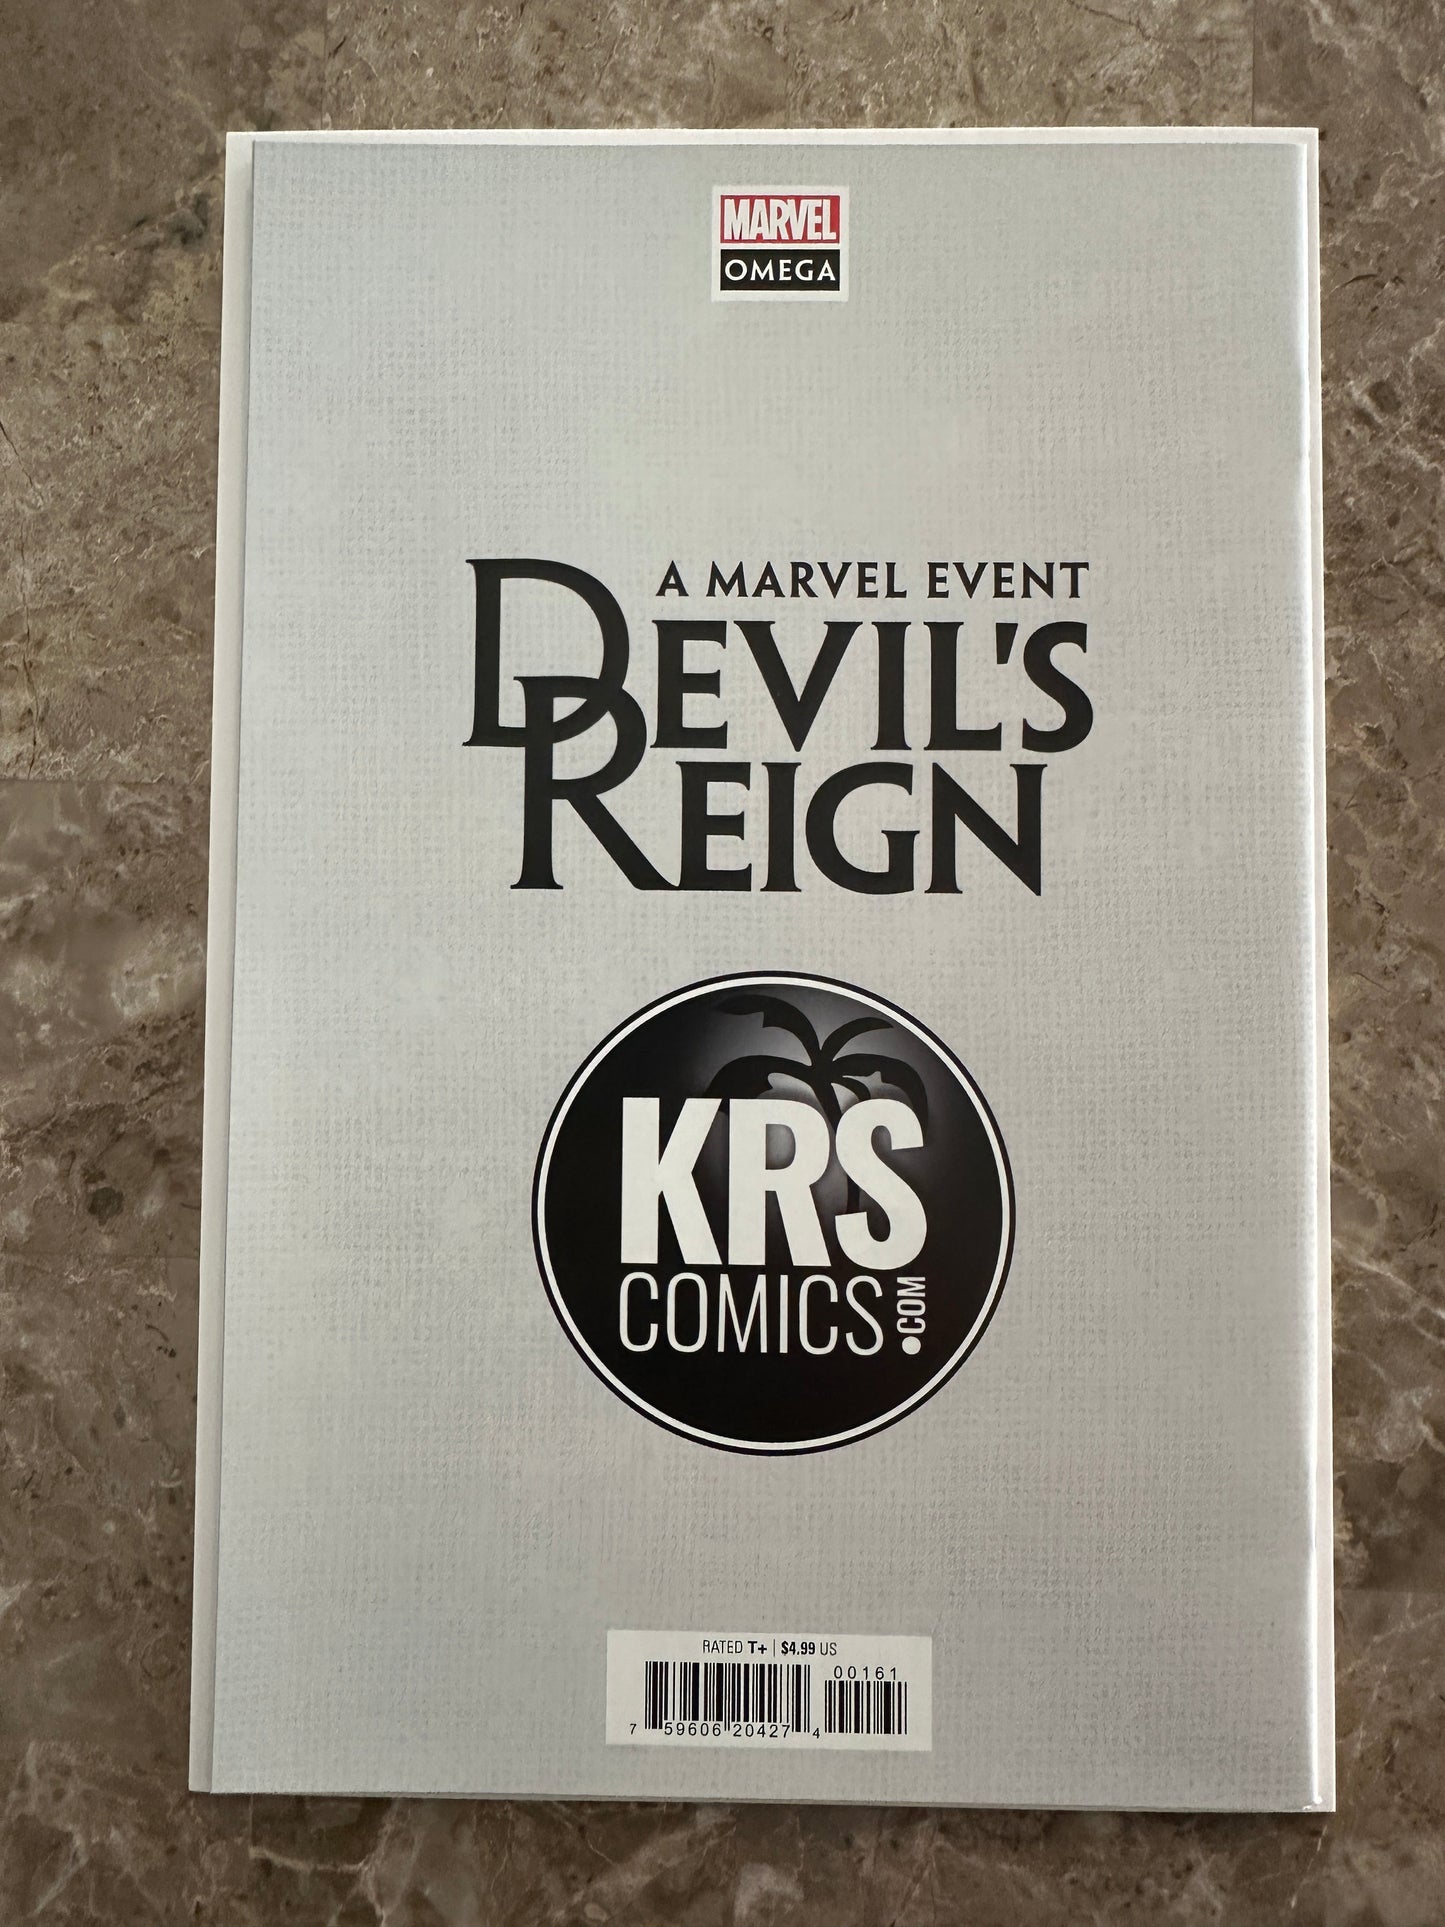 MARVEL
OMEGA
A MARVEL EVENT
DEVIL'S
REIGN
KRS
COMICS
.COM
RATED T+ | $4.99 US
00161
7 59606 20427 4